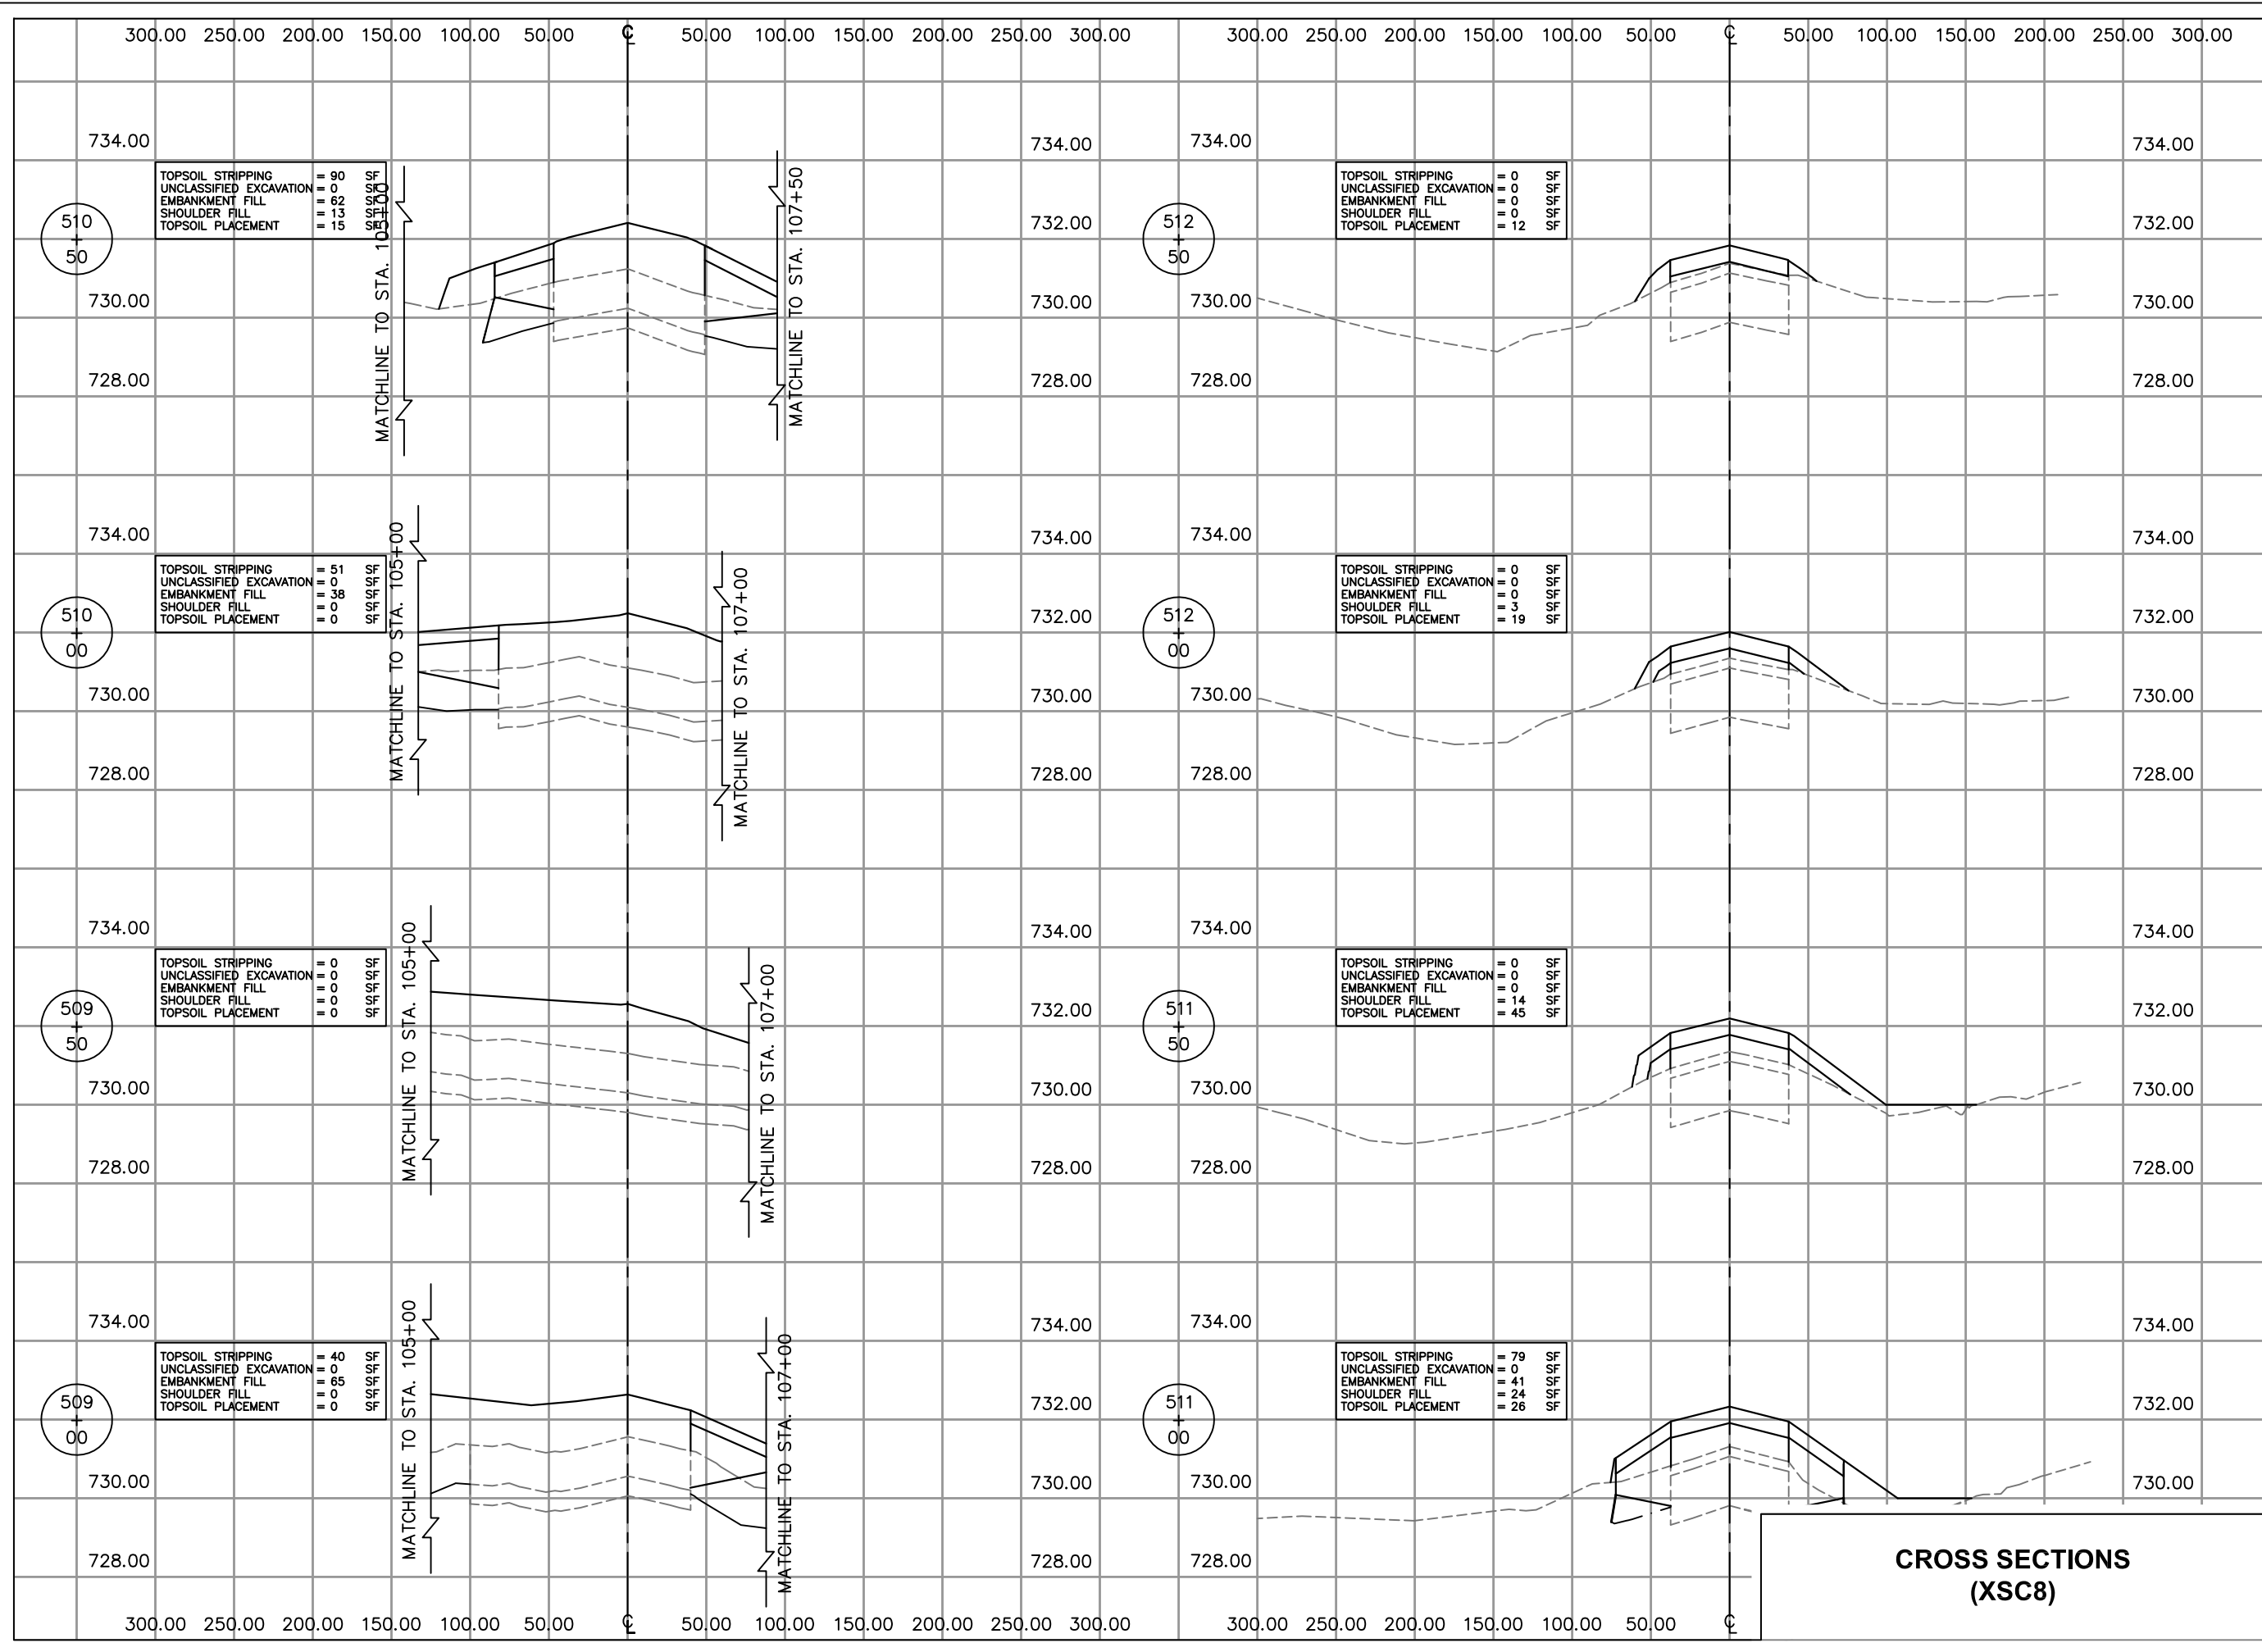 300.00 250.00 200.00 150.00 100.00 50.00 ℄ 50.00 100.00 150.00 200.00 250.00 300.00
300.00 250.00 200.00 150.00 100.00 50.00 ℄ 50.00 100.00 150.00 200.00 250.00 300.00
734.00 734.00
510
+
50
TOPSOIL STRIPPING = 90 SF
UNCLASSIFIED EXCAVATION = 0 SF
EMBANKMENT FILL = 62 SF
SHOULDER FILL = 13 SF
TOPSOIL PLACEMENT = 15 SF
MATCHLINE TO STA. 105+00
MATCHLINE TO STA. 107+50
732.00
730.00 730.00
728.00 728.00
734.00 734.00
510
+
00
TOPSOIL STRIPPING = 51 SF
UNCLASSIFIED EXCAVATION = 0 SF
EMBANKMENT FILL = 38 SF
SHOULDER FILL = 0 SF
TOPSOIL PLACEMENT = 0 SF
MATCHLINE TO STA. 105+00
MATCHLINE TO STA. 107+00
732.00
730.00 730.00
728.00 728.00
734.00 734.00
509
+
50
TOPSOIL STRIPPING = 0 SF
UNCLASSIFIED EXCAVATION = 0 SF
EMBANKMENT FILL = 0 SF
SHOULDER FILL = 0 SF
TOPSOIL PLACEMENT = 0 SF
MATCHLINE TO STA. 105+00
MATCHLINE TO STA. 107+00
732.00
730.00 730.00
728.00 728.00
734.00 734.00
509
+
00
TOPSOIL STRIPPING = 40 SF
UNCLASSIFIED EXCAVATION = 0 SF
EMBANKMENT FILL = 65 SF
SHOULDER FILL = 0 SF
TOPSOIL PLACEMENT = 0 SF
MATCHLINE TO STA. 105+00
MATCHLINE TO STA. 107+00
732.00
730.00 730.00
728.00 728.00
300.00 250.00 200.00 150.00 100.00 50.00 ℄ 50.00 100.00 150.00 200.00 250.00 300.00
734.00 734.00
512
+
50
TOPSOIL STRIPPING = 0 SF
UNCLASSIFIED EXCAVATION = 0 SF
EMBANKMENT FILL = 0 SF
SHOULDER FILL = 0 SF
TOPSOIL PLACEMENT = 12 SF
732.00 732.00
730.00 730.00
728.00 728.00
734.00 734.00
512
+
00
TOPSOIL STRIPPING = 0 SF
UNCLASSIFIED EXCAVATION = 0 SF
EMBANKMENT FILL = 0 SF
SHOULDER FILL = 3 SF
TOPSOIL PLACEMENT = 19 SF
732.00
730.00 730.00
728.00 728.00
734.00 734.00
511
+
50
TOPSOIL STRIPPING = 0 SF
UNCLASSIFIED EXCAVATION = 0 SF
EMBANKMENT FILL = 0 SF
SHOULDER FILL = 14 SF
TOPSOIL PLACEMENT = 45 SF
732.00
730.00 730.00
728.00 728.00
734.00 734.00
511
+
00
TOPSOIL STRIPPING = 79 SF
UNCLASSIFIED EXCAVATION = 0 SF
EMBANKMENT FILL = 41 SF
SHOULDER FILL = 24 SF
TOPSOIL PLACEMENT = 26 SF
732.00
730.00 730.00
728.00
300.00 250.00 200.00 150.00 100.00 50.00 ℄
CROSS SECTIONS
(XSC8)